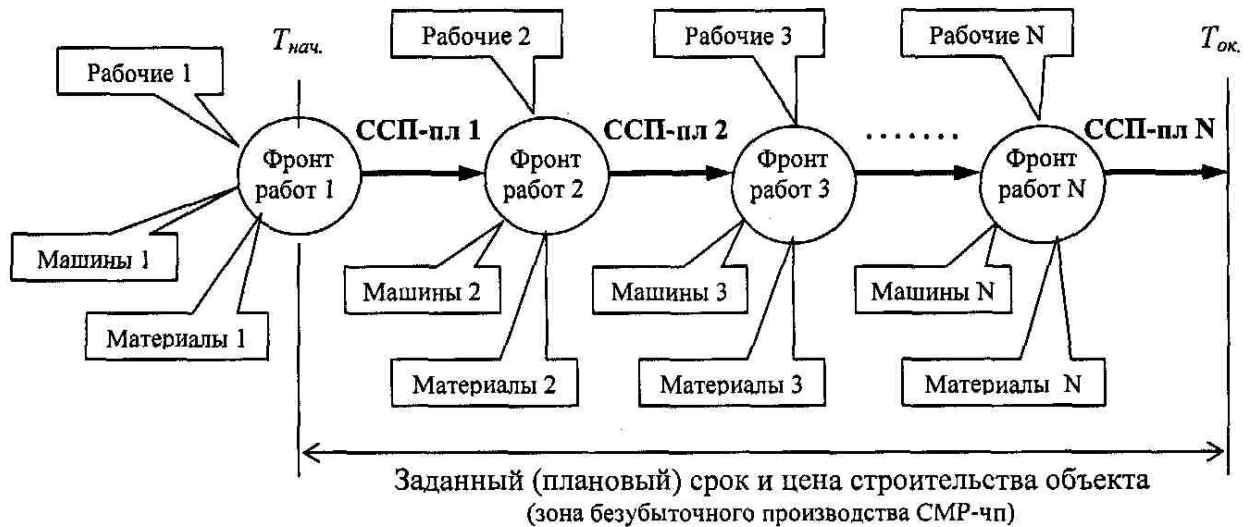 Tнач.
Рабочие 2
Рабочие 3
Рабочие N
Tок.
Рабочие 1
ССП-пл 1
ССП-пл 2
.......
ССП-пл N
Фронт
работ 1
Фронт
работ 2
Фронт
работ 3
Фронт
работ N
Машины 1
Машины 2
Машины 3
Машины N
Материалы 1
Материалы 2
Материалы 3
Материалы N
Заданный (плановый) срок и цена строительства объекта
(зона безубыточного производства СМР-чп)